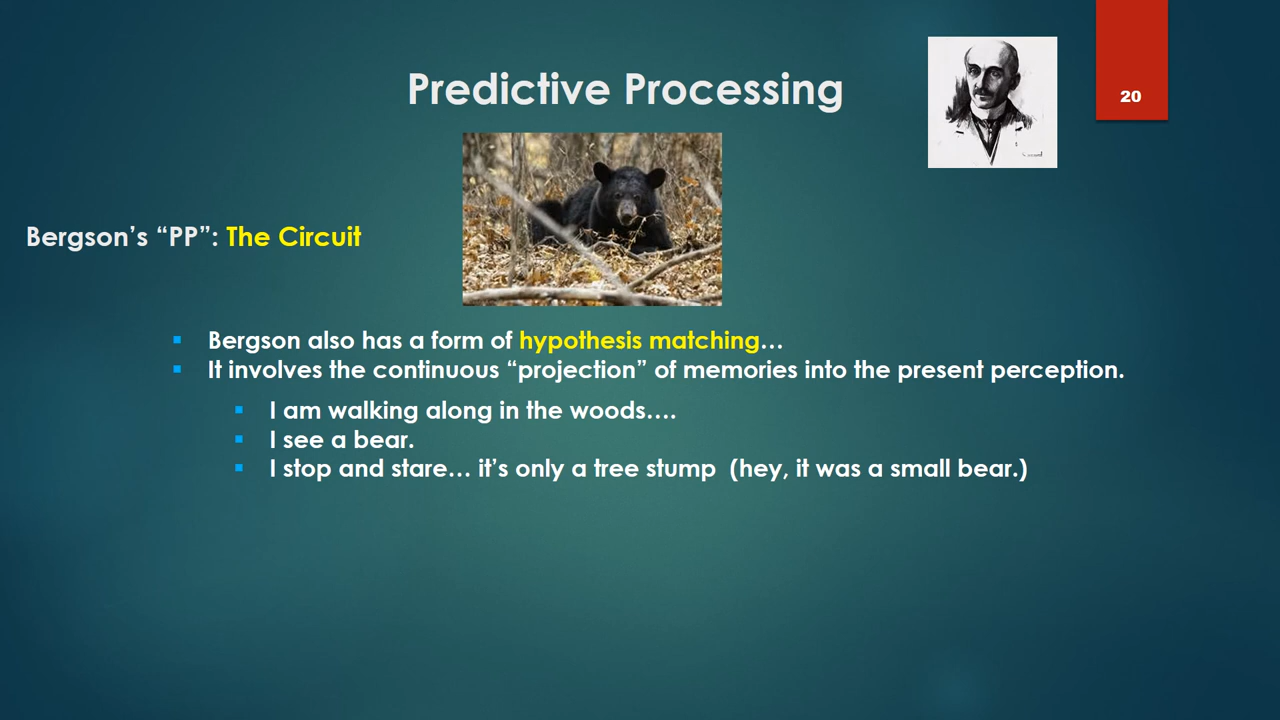 Predictive Processing
20
Bergson’s “PP”: The Circuit
Bergson also has a form of hypothesis matching…
It involves the continuous “projection” of memories into the present perception.
I am walking along in the woods….
I see a bear.
I stop and stare… it’s only a tree stump (hey, it was a small bear.)